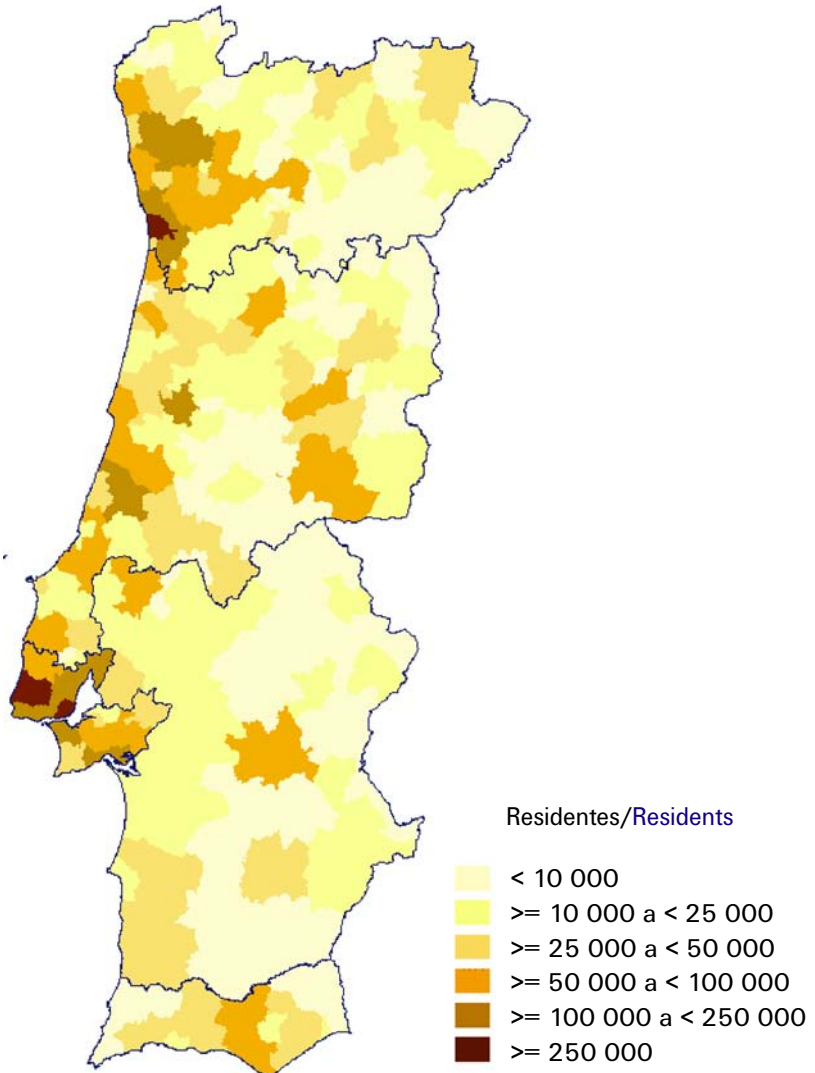 Residentes/Residents
< 10 000
>= 10 000 a < 25 000
>= 25 000 a < 50 000
>= 50 000 a < 100 000
>= 100 000 a < 250 000
>= 250 000